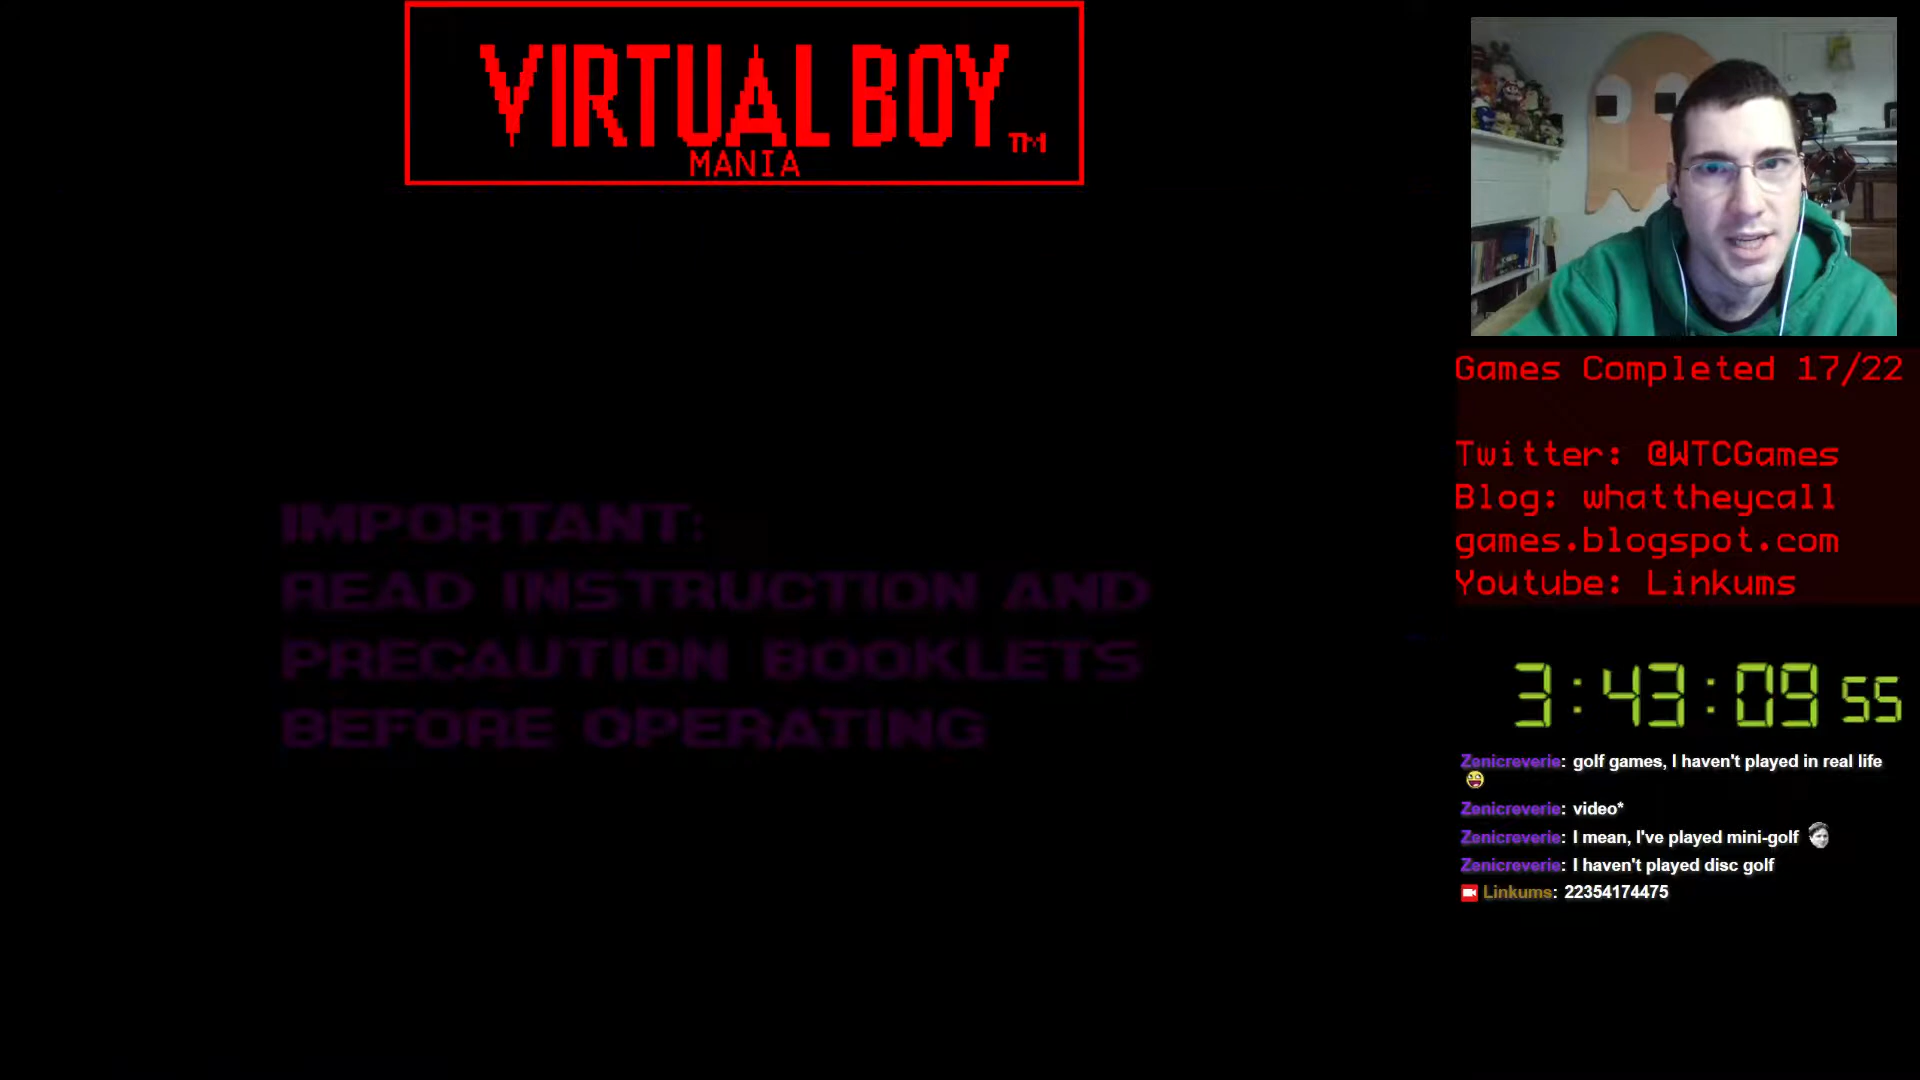 VIRTUAL BOY
TM
MANIA
IMPORTANT:
READ INSTRUCTION AND
PRECAUTION BOOKLETS
BEFORE OPERATING
Games Completed 17/22
Twitter: @WTCGames
Blog: whattheycall
games.blogspot.com
Youtube: Linkums
3:43:09 55
Zenicreverie: golf games, I haven't played in real life
Zenicreverie: video*
Zenicreverie: I mean, I've played mini-golf
Zenicreverie: I haven't played disc golf
Linkums: 22354174475